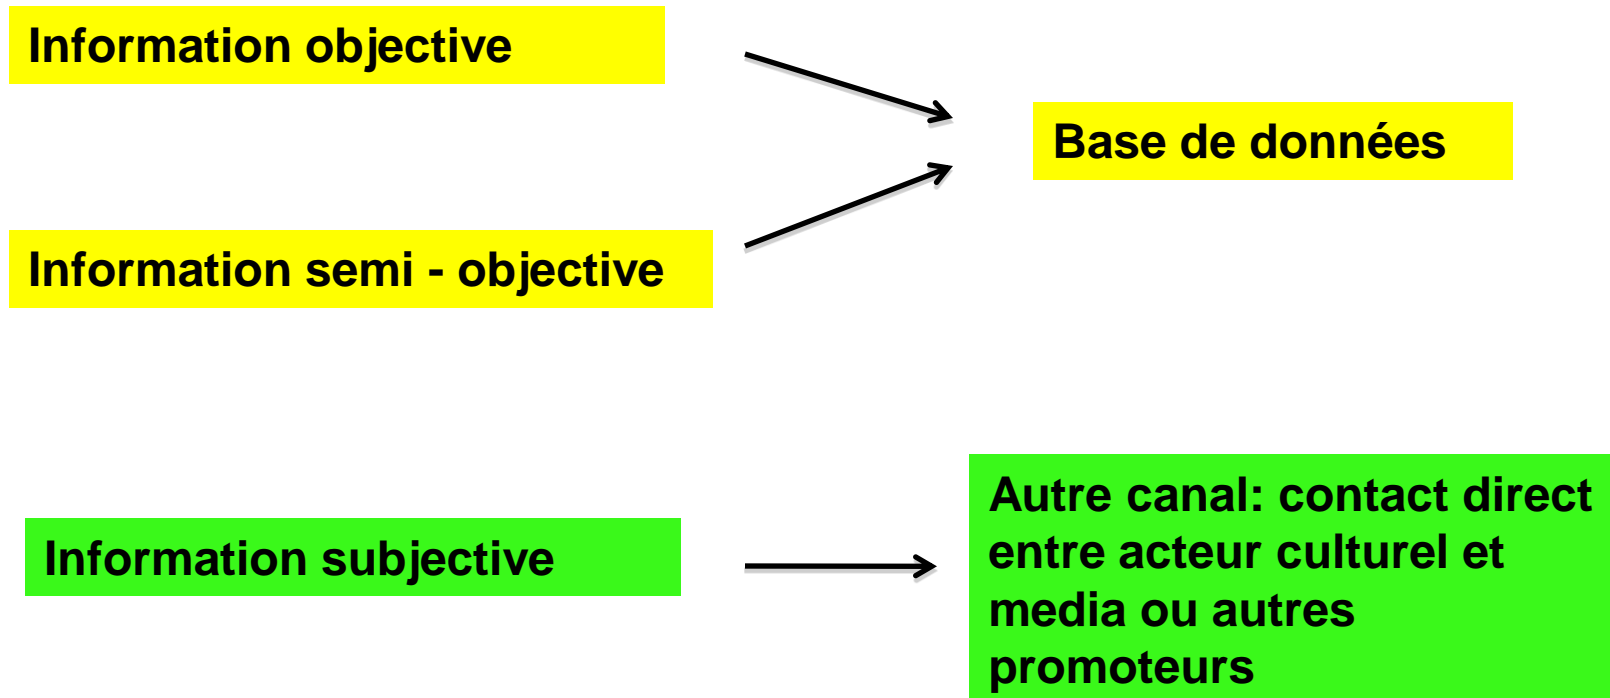 Information objective
Base de données
Information semi - objective
Information subjective
Autre canal: contact direct
entre acteur culturel et
media ou autres
promoteurs